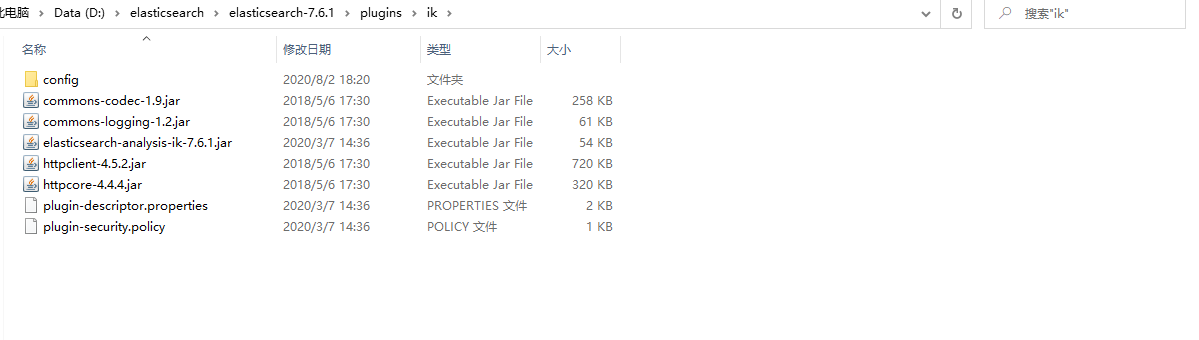 此电脑 › Data (D:) › elasticsearch › elasticsearch-7.6.1 › plugins › ik › 搜索"ik"
名称 修改日期 类型 大小
config 2020/8/2 18:20 文件夹
commons-codec-1.9.jar 2018/5/6 17:30 Executable Jar File 258 KB
commons-logging-1.2.jar 2018/5/6 17:30 Executable Jar File 61 KB
elasticsearch-analysis-ik-7.6.1.jar 2020/3/7 14:36 Executable Jar File 54 KB
httpclient-4.5.2.jar 2018/5/6 17:30 Executable Jar File 720 KB
httpcore-4.4.4.jar 2018/5/6 17:30 Executable Jar File 320 KB
plugin-descriptor.properties 2020/3/7 14:36 PROPERTIES 文件 2 KB
plugin-security.policy 2020/3/7 14:36 POLICY 文件 1 KB